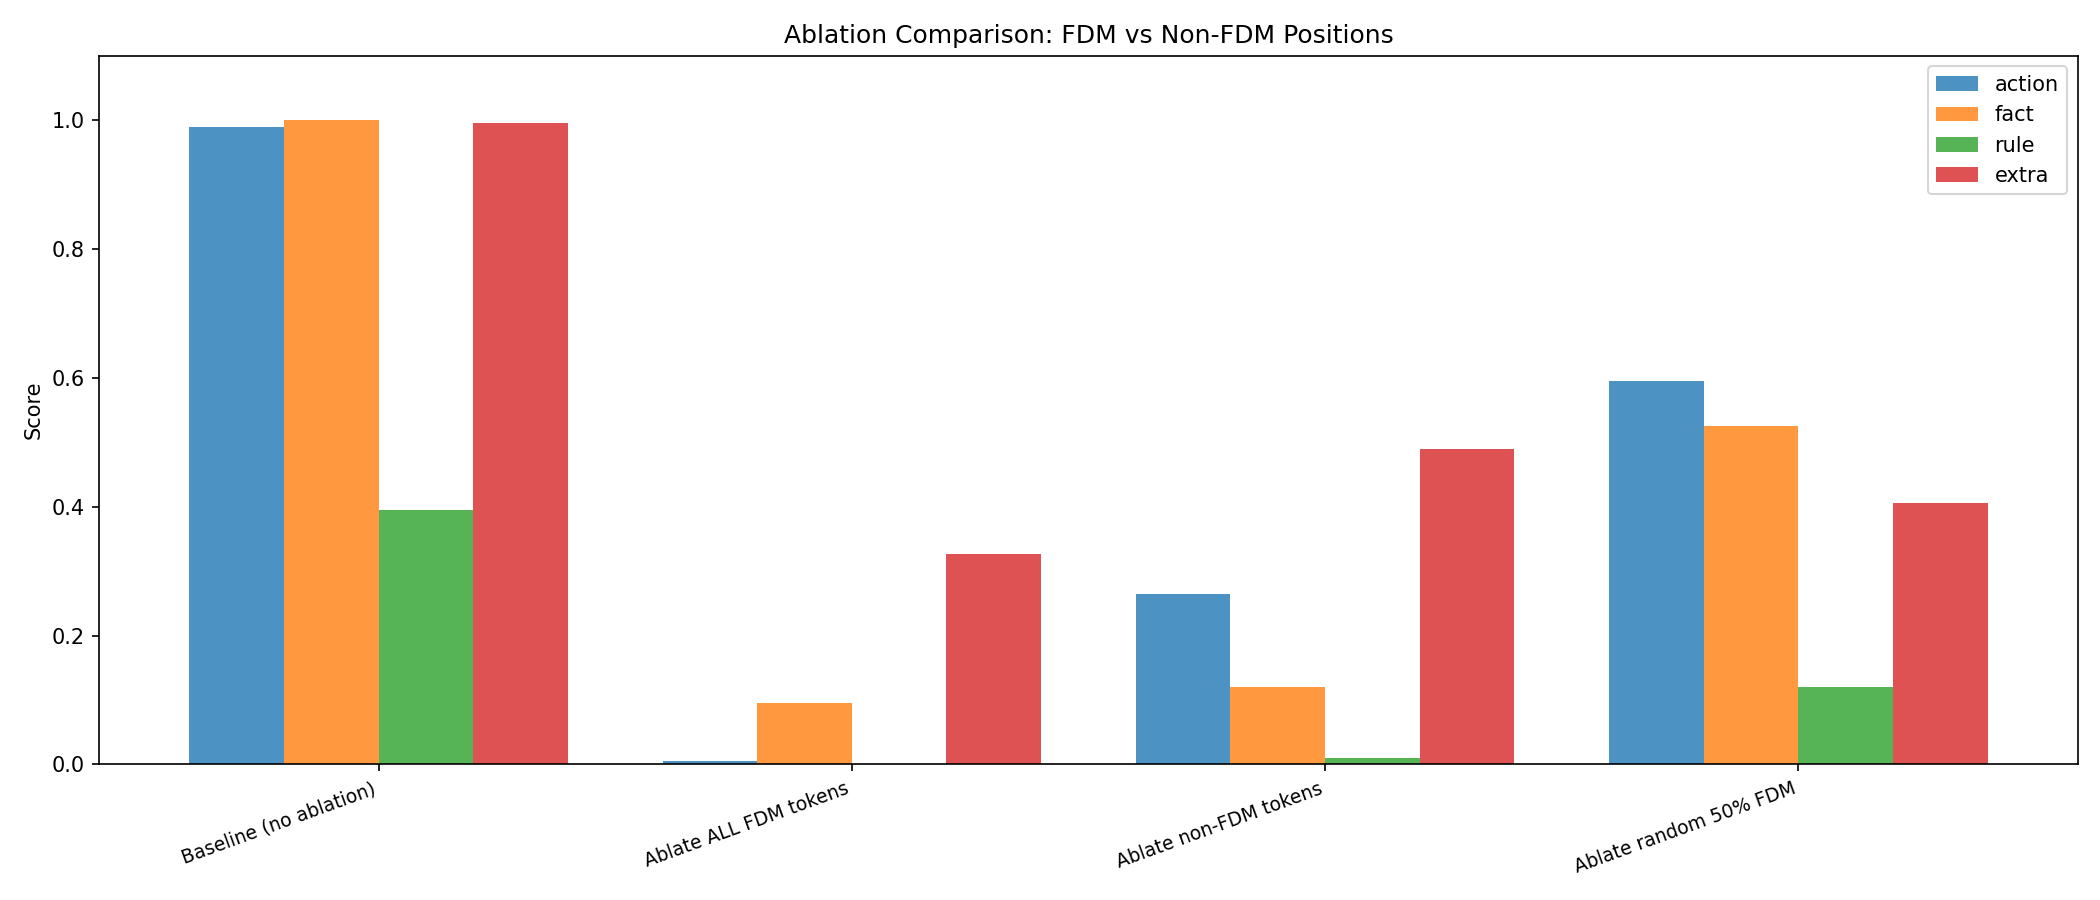 Ablation Comparison: FDM vs Non-FDM Positions
action
fact
rule
extra
Score
1.0
0.8
0.6
0.4
0.2
0.0
Baseline (no ablation)
Ablate ALL FDM tokens
Ablate non-FDM tokens
Ablate random 50% FDM